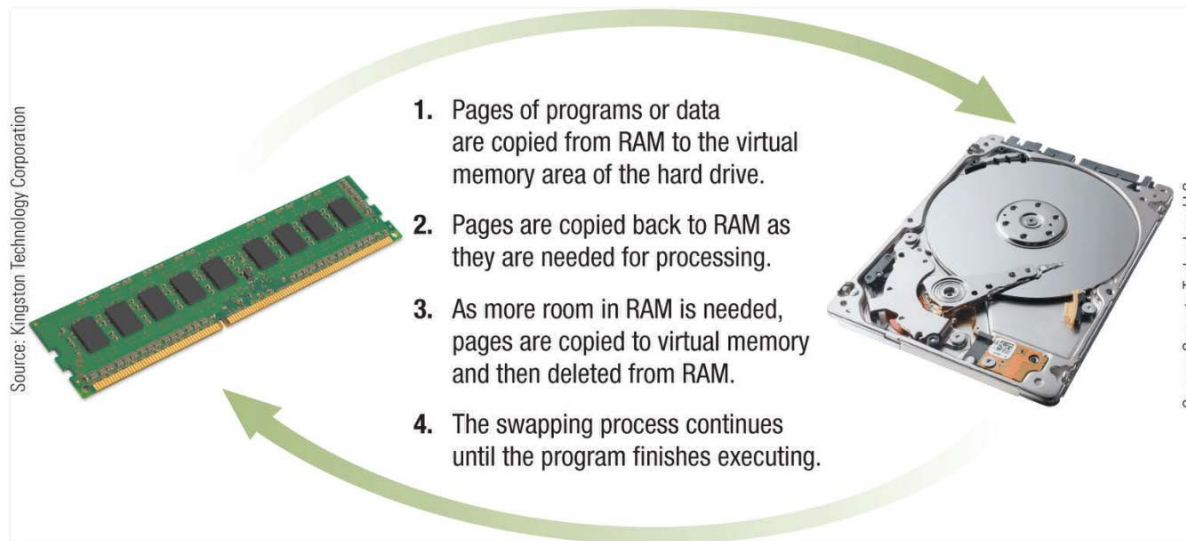 Source: Kingston Technology Corporation
1. Pages of programs or data
are copied from RAM to the virtual
memory area of the hard drive.
2. Pages are copied back to RAM as
they are needed for processing.
3. As more room in RAM is needed,
pages are copied to virtual memory
and then deleted from RAM.
4. The swapping process continues
until the program finishes executing.